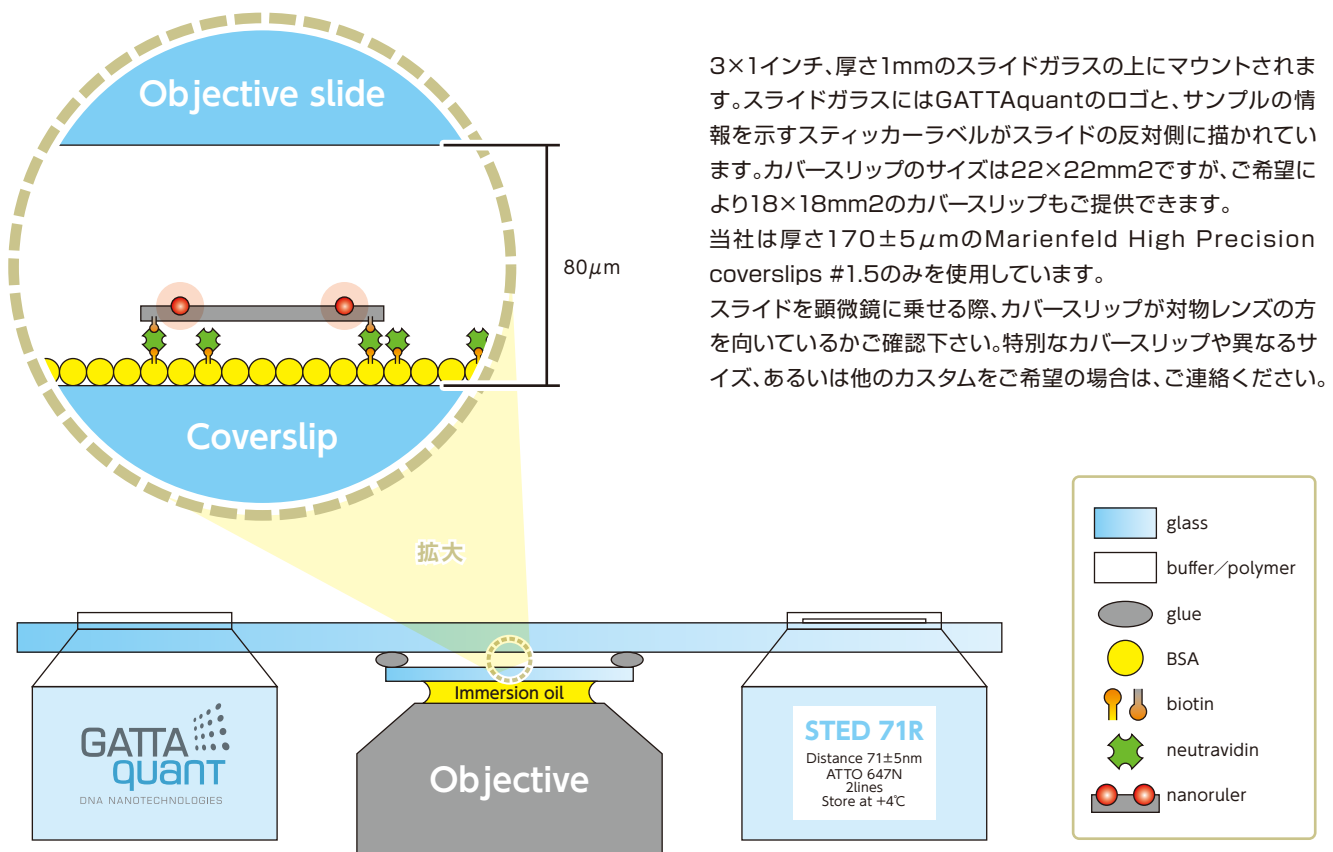 Objective slide
80μm
Coverslip
3×1インチ、厚さ1mmのスライドガラスの上にマウントされま
す。スライドガラスにはGATTAquantのロゴと、サンプルの情
報を示すスティッカーラベルがスライドの反対側に描かれてい
ます。カバースリップのサイズは22×22mm2ですが、ご希望に
より18×18mm2のカバースリップもご提供できます。
当社は厚さ170±5μmのMarienfeld High Precision
coverslips #1.5のみを使用しています。
スライドを顕微鏡に乗せる際、カバースリップが対物レンズの方
を向いているかご確認下さい。特別なカバースリップや異なるサ
イズ、あるいは他のカスタムをご希望の場合は、ご連絡ください。
拡大
Immersion oil
Objective
GATTA
quant
DNA NANOTECHNOLOGIES
STED 71R
Distance 71±5nm
ATTO 647N
2lines
Store at +4℃
glass
buffer／polymer
glue
BSA
biotin
neutravidin
nanoruler